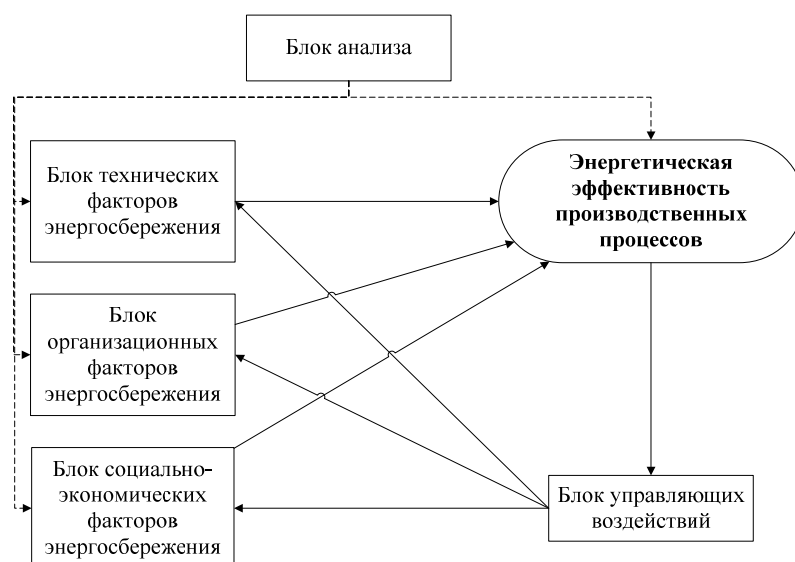 Блок анализа
Блок технических
факторов
энергосбережения
Энергетическая
эффективность
производственных
процессов
Блок
организационных
факторов
энергосбережения
Блок социально-
экономических
факторов
энергосбережения
Блок управляющих
воздействий